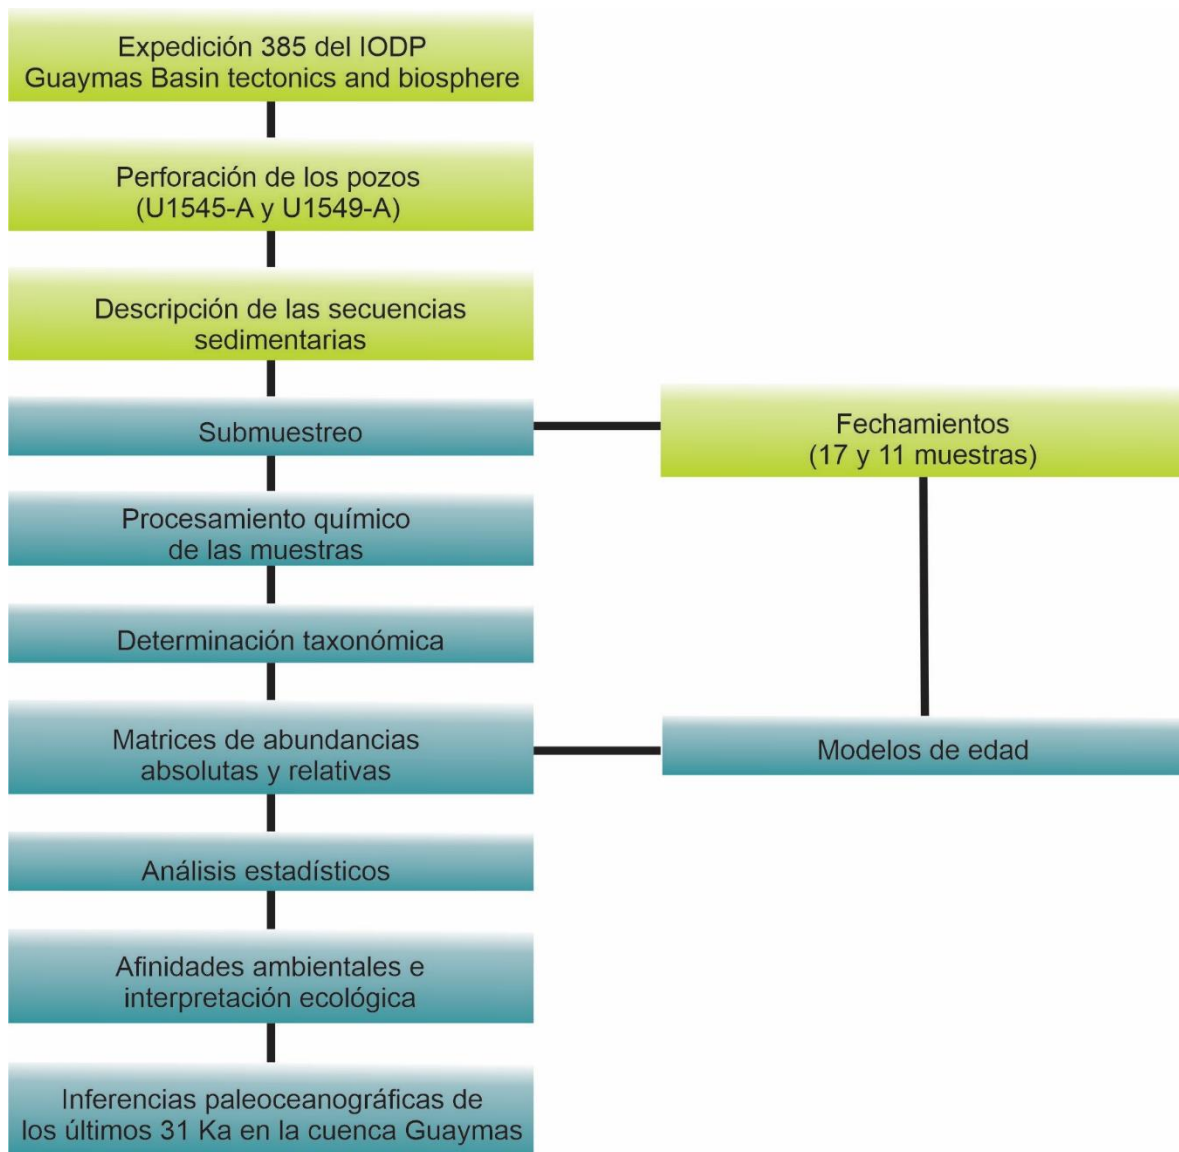 Expedición 385 del IODP
Guaymas Basin tectonics and biosphere
Perforación de los pozos
(U1545-A y U1549-A)
Descripción de las secuencias
sedimentarias
Submuestreo
Fechamientos
(17 y 11 muestras)
Procesamiento químico
de las muestras
Determinación taxonómica
Matrices de abundancias
absolutas y relativas
Modelos de edad
Análisis estadísticos
Afinidades ambientales e
interpretación ecológica
Inferencias paleoceanográficas de
los últimos 31 Ka en la cuenca Guaymas